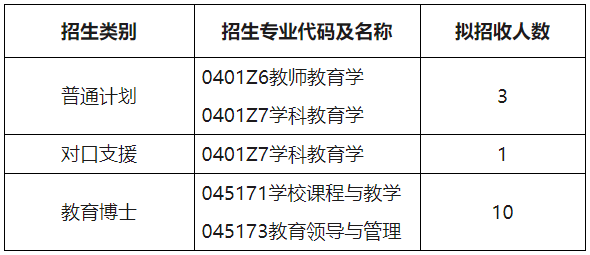 招生类别 招生专业代码及名称 拟招收人数
普通计划 0401Z6教师教育学 3
0401Z7学科教育学
对口支援 0401Z7学科教育学 1
教育博士 045171学校课程与教学 10
045173教育领导与管理